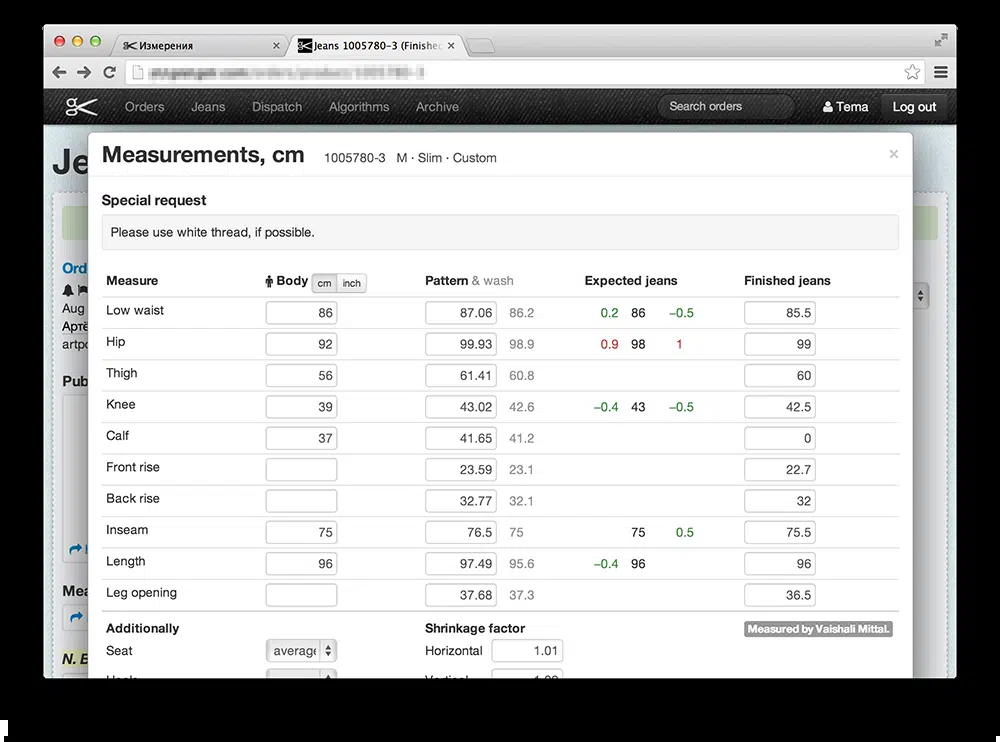 Измерения
Jeans 1005780-3 (Finished
Orders Jeans Dispatch Algorithms Archive Search orders Tema Log out
Je
Measurements, cm 1005780-3 M · Slim · Custom
Special request
Please use white thread, if possible.
Ord
Aug
Артё
artpo
Pub
Mea
N. B
Measure Body cm inch Pattern & wash Expected jeans Finished jeans
Low waist 86 87.06 86.2 0.2 86 −0.5 85.5
Hip 92 99.93 98.9 0.9 98 1 99
Thigh 56 61.41 60.8 60
Knee 39 43.02 42.6 −0.4 43 −0.5 42.5
Calf 37 41.65 41.2 0
Front rise 23.59 23.1 22.7
Back rise 32.77 32.1 32
Inseam 75 76.5 75 75 0.5 75.5
Length 96 97.49 95.6 −0.4 96 96
Leg opening 37.68 37.3 36.5
Additionally Shrinkage factor Measured by Vaishali Mittal.
Seat average Horizontal 1.01